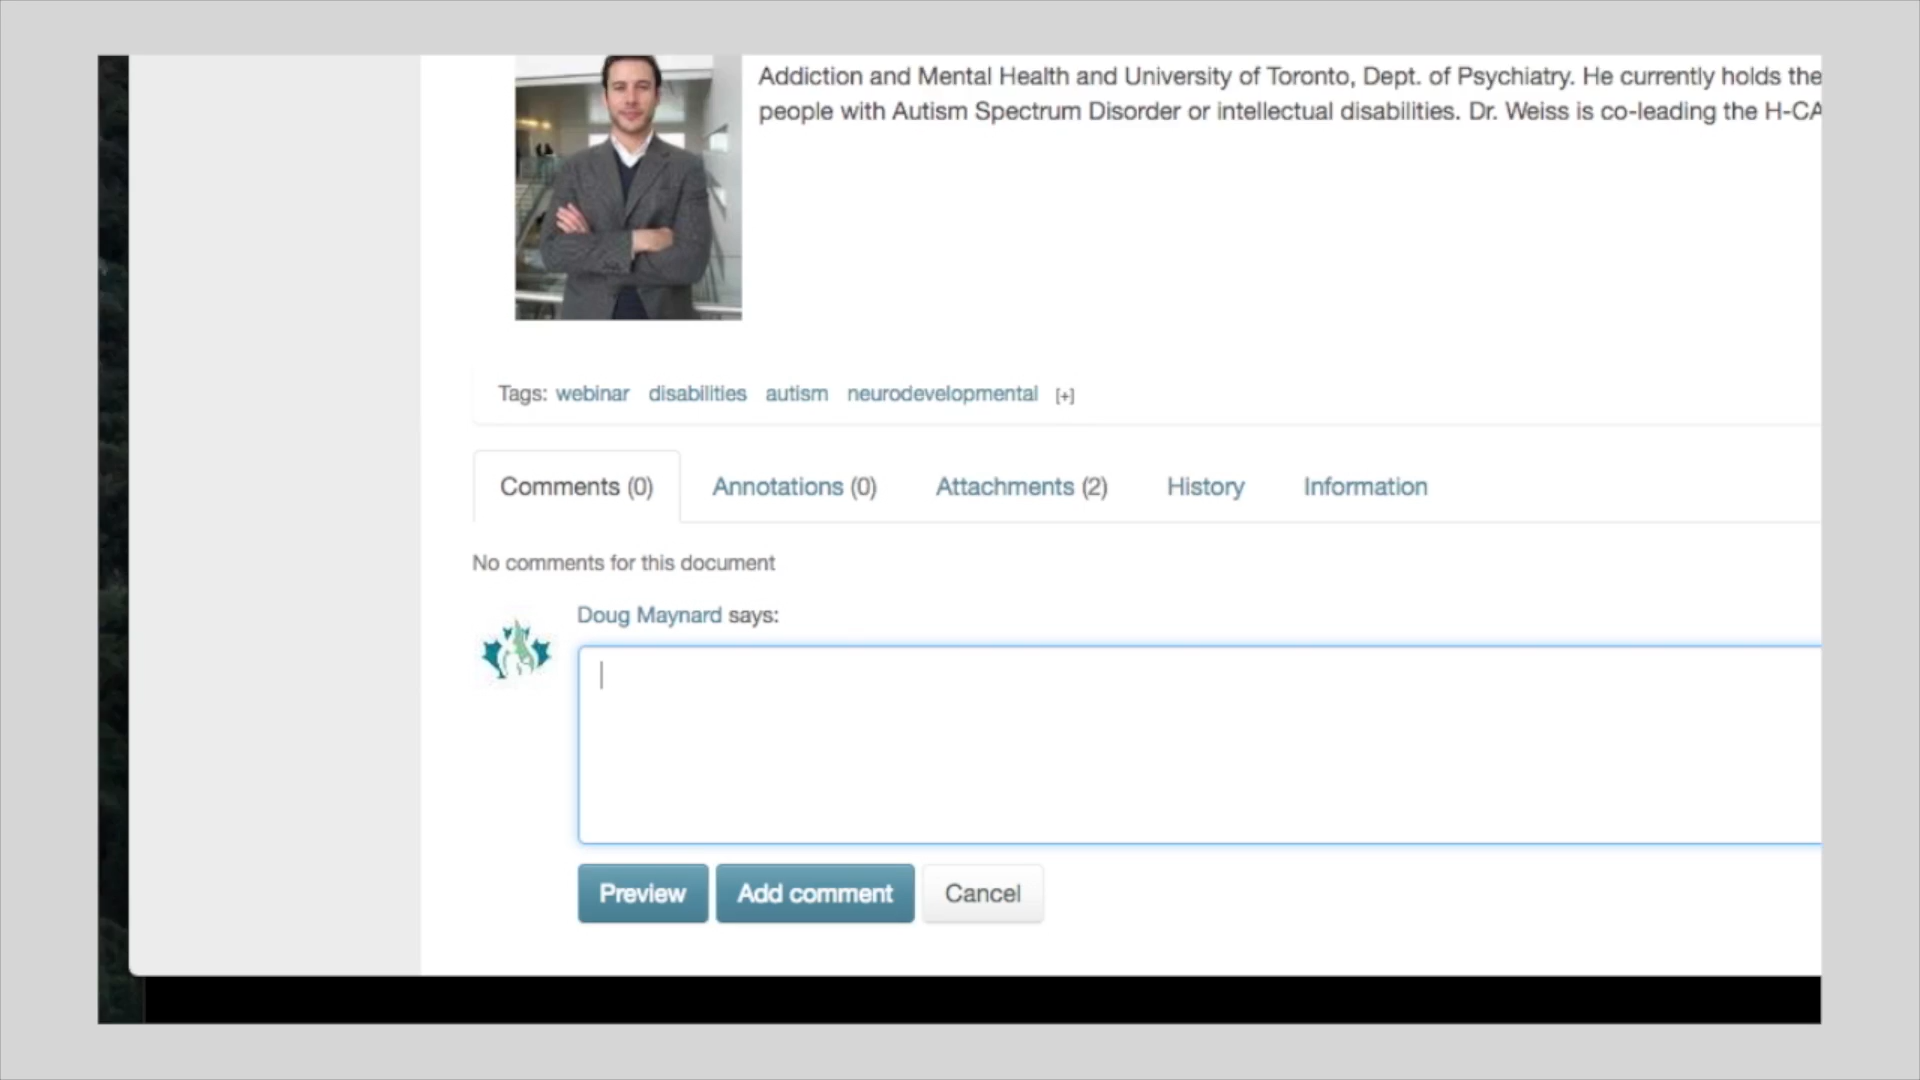 Addiction and Mental Health and University of Toronto, Dept. of Psychiatry. He currently holds the
people with Autism Spectrum Disorder or intellectual disabilities. Dr. Weiss is co-leading the H-CA
Tags: webinar disabilities autism neurodevelopmental [+]
Comments (0) Annotations (0) Attachments (2) History Information
No comments for this document
Doug Maynard says:
Preview Add comment Cancel